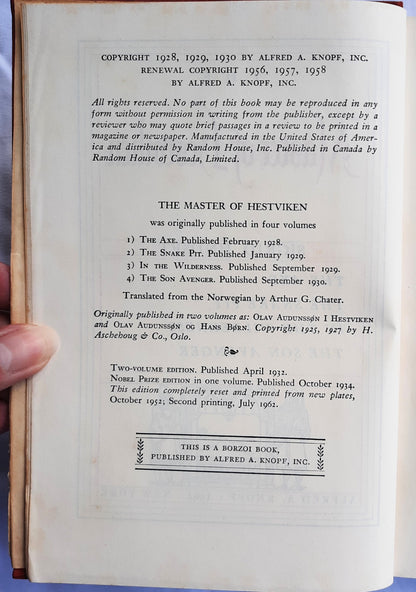 COPYRIGHT 1928, 1929, 1930 BY ALFRED A. KNOPF, INC.
RENEWAL COPYRIGHT 1956, 1957, 1958
BY ALFRED A. KNOPF, INC.
All rights reserved. No part of this book may be reproduced in any
form without permission in writing from the publisher, except by a
reviewer who may quote brief passages in a review to be printed in a
magazine or newspaper. Manufactured in the United States of Amer-
ica and distributed by Random House, Inc. Published in Canada by
Random House of Canada, Limited.
THE MASTER OF HESTVIKEN
was originally published in four volumes
1) THE AXE. Published February 1928.
2) THE SNAKE PIT. Published January 1929.
3) IN THE WILDERNESS. Published September 1929.
4) THE SON AVENGER. Published September 1930.
Translated from the Norwegian by Arthur G. Chater.
Originally published in two volumes as: OLAV AUDUNSSØN I HESTVIKEN
and OLAV AUDUNSSØN OG HANS BØRN. Copyright 1925, 1927 by H.
Aschehoug & Co., Oslo.
TWO-VOLUME EDITION. Published April 1932.
NOBEL PRIZE EDITION in one volume. Published October 1934.
This edition completely reset and printed from new plates,
October 1952; Second printing, July 1962.
THIS IS A BORZOI BOOK,
PUBLISHED BY ALFRED A. KNOPF, INC.